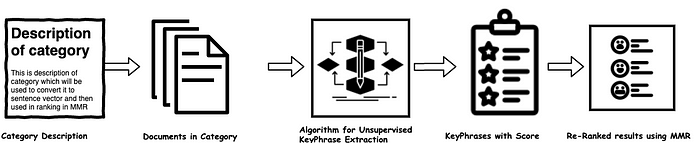 Description
of category
This is description of
category which will be
used to convert it to
sentence vector and then
used in ranking in MMR
Category Description
Documents in Category
Algorithm for Unsupervised
KeyPhrase Extraction
KeyPhrases with Score
Re-Ranked results using MMR